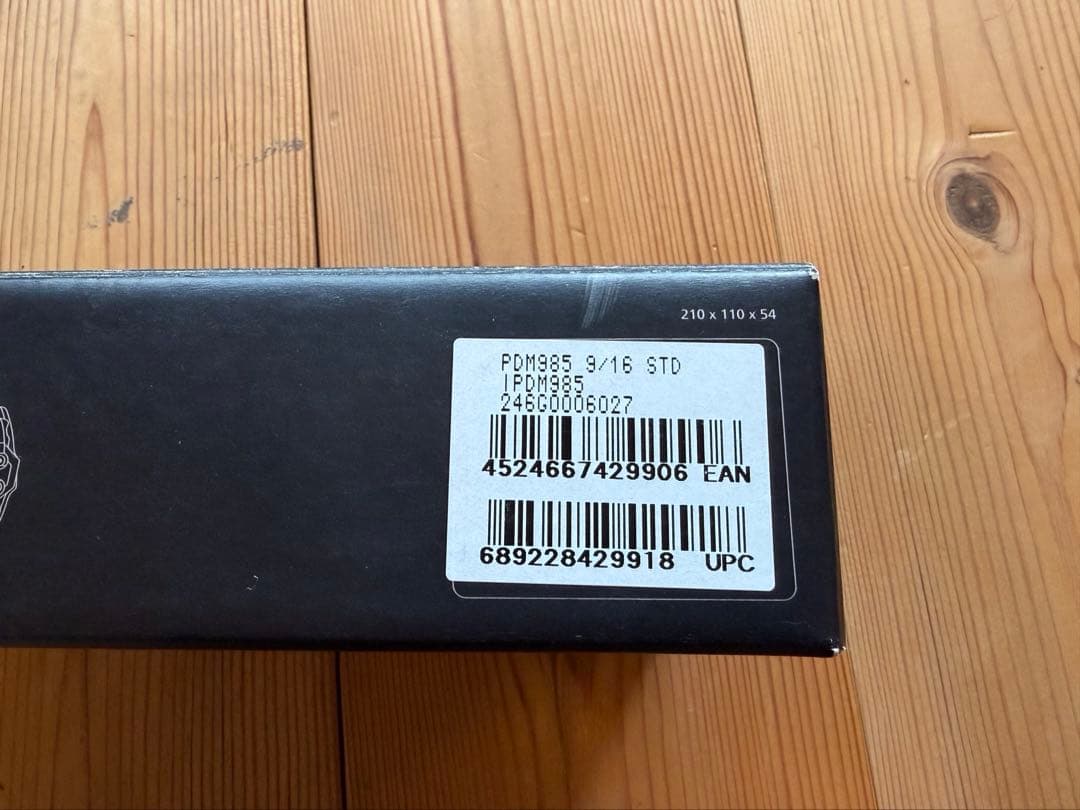 210 x 110 x 54
PDM985 9/16 STD
IPDM985
246G0006027
4524667429906 EAN
689228429918 UPC